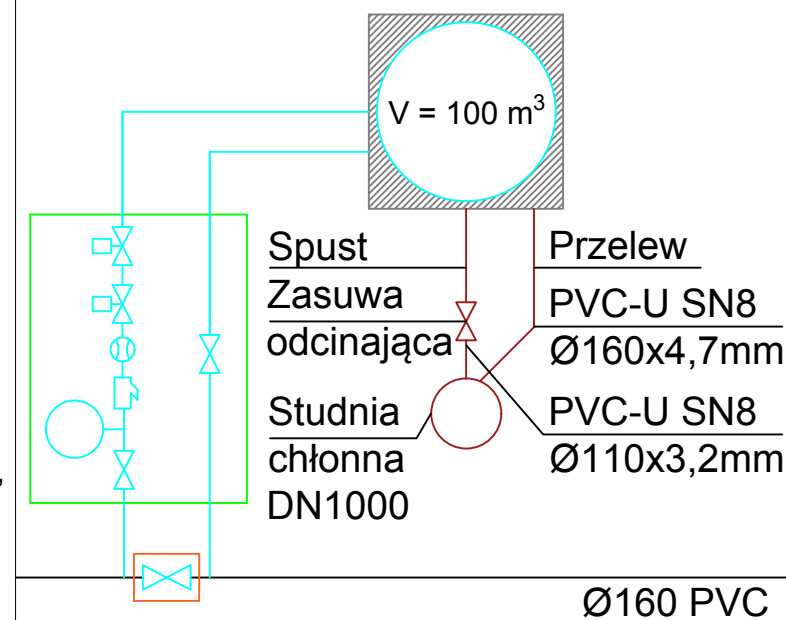 V = 100 m³
Spust
Przelew
Zasuwa
odcinająca
PVC-U SN8
Ø160x4,7mm
Studnia
chłonna
DN1000
PVC-U SN8
Ø110x3,2mm
Ø160 PVC